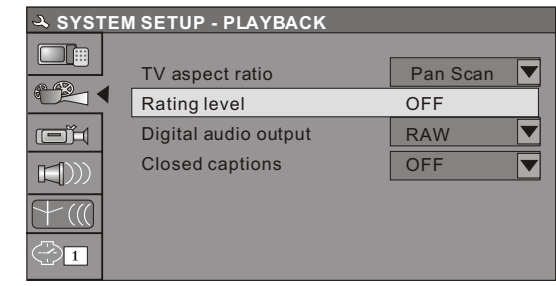 SYSTEM SETUP - PLAYBACK
TV aspect ratio Pan Scan
Rating level OFF
Digital audio output RAW
Closed captions OFF
1